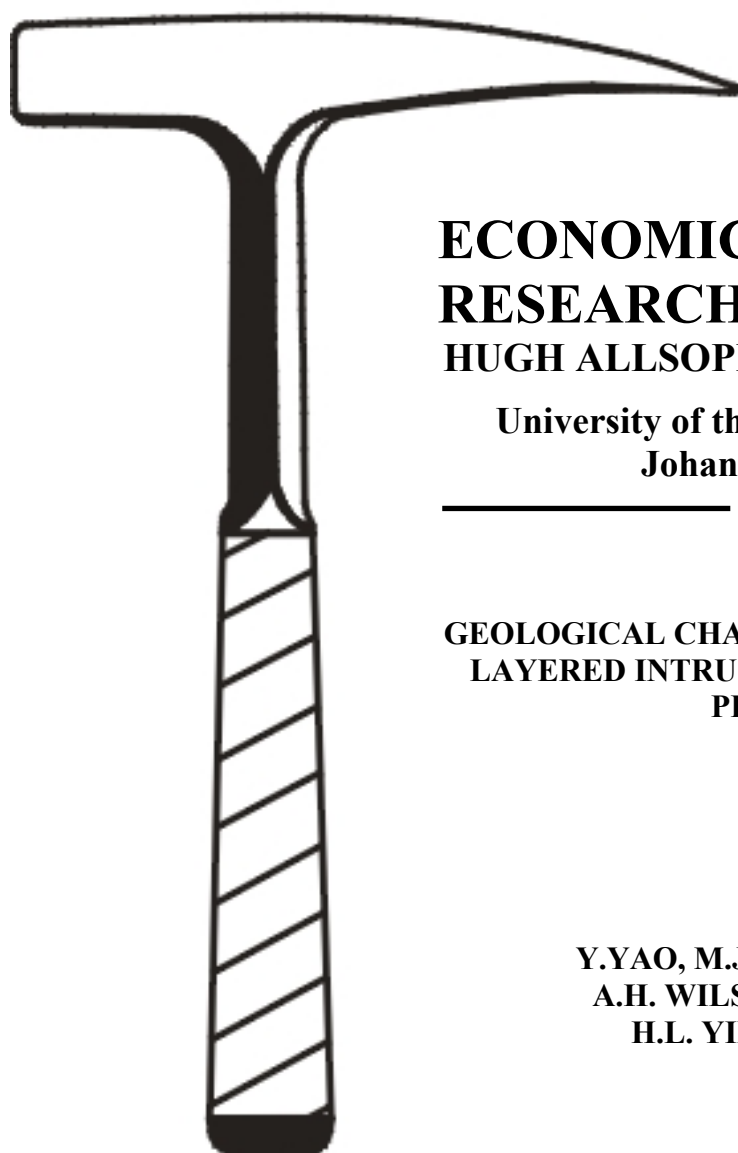 ECONOMIC
RESEARCH
HUGH ALLSOP
University of th
Johan
GEOLOGICAL CHA
LAYERED INTRU
P
Y.YAO, M.J
A.H. WILS
H.L. YI